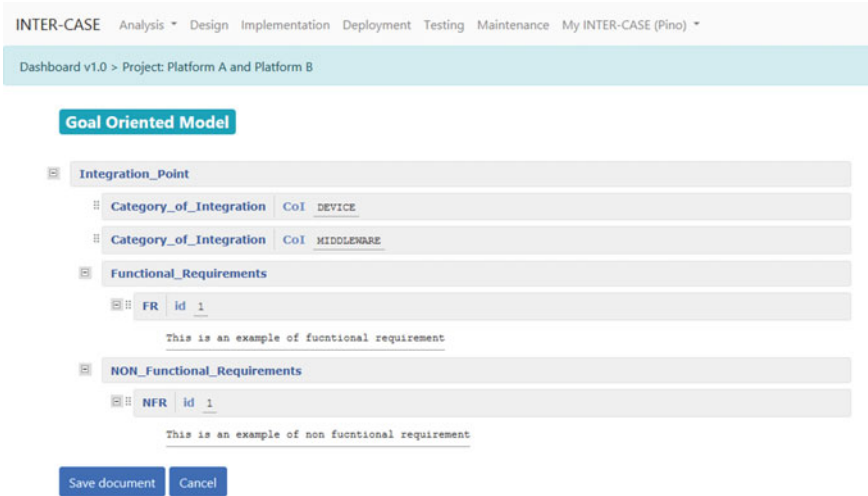 INTER-CASE Analysis Design Implementation Deployment Testing Maintenance My INTER-CASE (Pino)
Dashboard v1.0 > Project: Platform A and Platform B
Goal Oriented Model
Integration_Point
Category_of_Integration CoI DEVICE
Category_of_Integration CoI MIDDLEWARE
Functional_Requirements
FR id 1
This is an example of fucntional requirement
NON_Functional_Requirements
NFR id 1
This is an example of non fucntional requirement
Save document Cancel